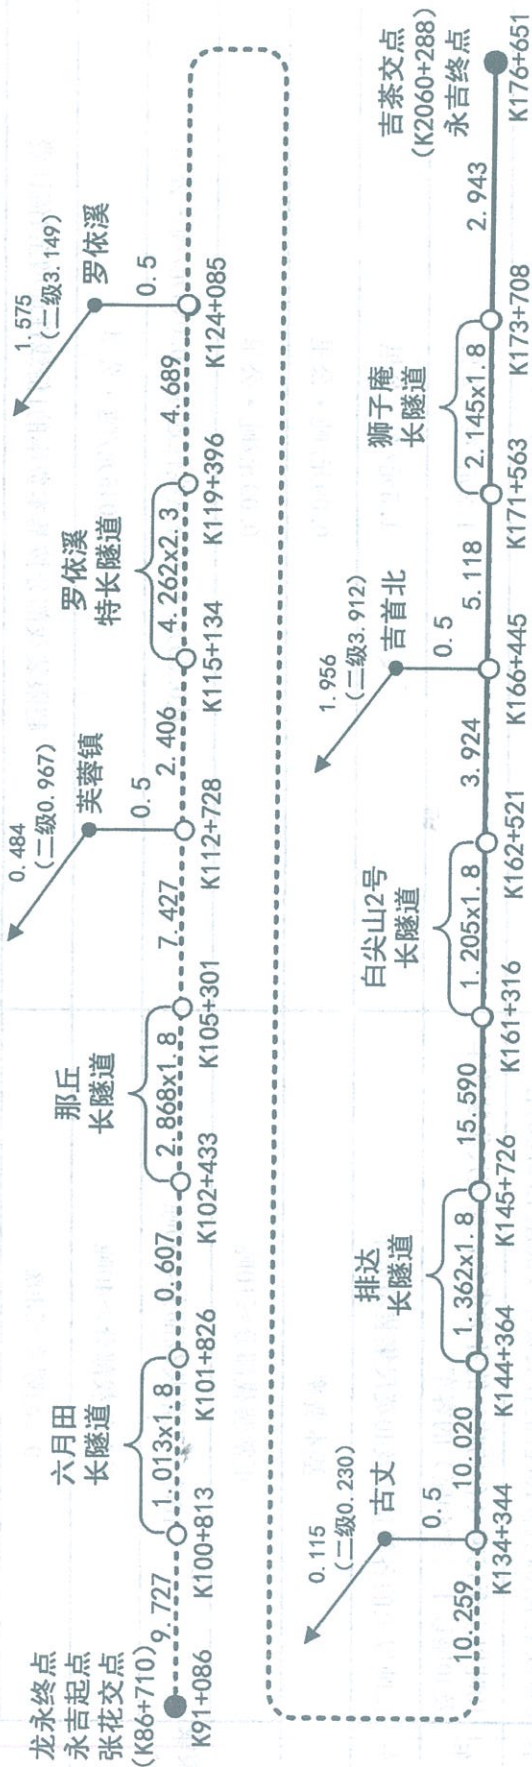 龙永终点
永吉起点
张花交点
(K86+710)
K91+086
9.727
K100+813
六月田
长隧道
1.013x1.8
K101+826
0.607
K102+433
那丘
长隧道
2.868x1.8
K105+301
7.427
K112+728
0.5
芙蓉镇
0.484
(二级0.967)
2.406
K115+134
罗依溪
特长隧道
4.262x2.3
K119+396
4.689
K124+085
0.5
罗依溪
1.575
(二级3.149)
10.259
K134+344
0.5
古丈
0.115
(二级0.230)
10.020
K144+364
排达
长隧道
1.362x1.8
K145+726
15.590
K161+316
白尖山2号
长隧道
1.205x1.8
K162+521
3.924
K166+445
0.5
吉首北
1.956
(二级3.912)
5.118
K171+563
狮子庵
长隧道
2.145x1.8
K173+708
2.943
吉茶交点
(K2060+288)
永吉终点
K176+651